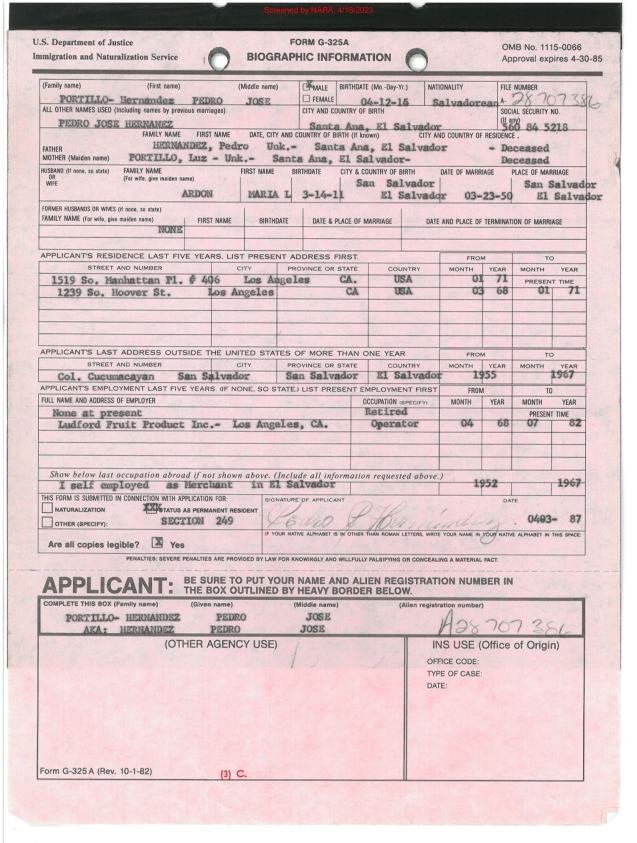 Screened by NARA, 4/18/2023
U.S. Department of Justice
Immigration and Naturalization Service
FORM G-325A
BIOGRAPHIC INFORMATION
OMB No. 1115-0066
Approval expires 4-30-85
(Family name) (First name) (Middle name) X MALE BIRTHDATE (Mo.-Day-Yr.) NATIONALITY FILE NUMBER
PORTILLO- Hernandez PEDRO JOSE FEMALE 04-12-15 Salvadorean A- 28 707 386
ALL OTHER NAMES USED (Including names by previous marriages) CITY AND COUNTRY OF BIRTH SOCIAL SECURITY NO. (If any)
PEDRO JOSE HERNANEZ Santa Ana, El Salvador 560 84 5218
FAMILY NAME FIRST NAME DATE, CITY AND COUNTRY OF BIRTH (If known) CITY AND COUNTRY OF RESIDENCE
FATHER HERNANDEZ, Pedro Unk.- Santa Ana, El Salvador - Deceased
MOTHER (Maiden name) PORTILLO, Luz - Unk.- Santa Ana, El Salvador- Deceased
HUSBAND (If none, so state) OR WIFE FAMILY NAME (For wife, give maiden name) FIRST NAME BIRTHDATE CITY & COUNTRY OF BIRTH DATE OF MARRIAGE PLACE OF MARRIAGE
San Salvador San Salvador
ARDON MARIA L 3-14-11 El Salvador 03-23-50 El Salvador
FORMER HUSBANDS OR WIVES (If none, so state)
FAMILY NAME (For wife, give maiden name) FIRST NAME BIRTHDATE DATE & PLACE OF MARRIAGE DATE AND PLACE OF TERMINATION OF MARRIAGE
NONE
APPLICANT'S RESIDENCE LAST FIVE YEARS. LIST PRESENT ADDRESS FIRST. FROM TO
STREET AND NUMBER CITY PROVINCE OR STATE COUNTRY MONTH YEAR MONTH YEAR
1519 So. Manhattan Pl. # 406 Los Angeles CA. USA 01 71 PRESENT TIME
1239 So. Hoover St. Los Angeles CA USA 03 68 01 71
APPLICANT'S LAST ADDRESS OUTSIDE THE UNITED STATES OF MORE THAN ONE YEAR FROM TO
STREET AND NUMBER CITY PROVINCE OR STATE COUNTRY MONTH YEAR MONTH YEAR
Col. Cucumacayan San Salvador San Salvador El Salvador 1955 1967
APPLICANT'S EMPLOYMENT LAST FIVE YEARS. (IF NONE, SO STATE) LIST PRESENT EMPLOYMENT FIRST FROM TO
FULL NAME AND ADDRESS OF EMPLOYER OCCUPATION (SPECIFY) MONTH YEAR MONTH YEAR
None at present Retired PRESENT TIME
Ludford Fruit Product Inc.- Los Angeles, CA. Operator 04 68 07 82
Show below last occupation abroad if not shown above. (Include all information requested above.)
I self employed as Merchant in El Salvador 1952 1967
THIS FORM IS SUBMITTED IN CONNECTION WITH APPLICATION FOR: SIGNATURE OF APPLICANT DATE
NATURALIZATION XXX STATUS AS PERMANENT RESIDENT
OTHER (SPECIFY): SECTION 249 0403- 87
IF YOUR NATIVE ALPHABET IS IN OTHER THAN ROMAN LETTERS, WRITE YOUR NAME IN YOUR NATIVE ALPHABET IN THIS SPACE:
Are all copies legible? X Yes
PENALTIES: SEVERE PENALTIES ARE PROVIDED BY LAW FOR KNOWINGLY AND WILLFULLY FALSIFYING OR CONCEALING A MATERIAL FACT.
APPLICANT: BE SURE TO PUT YOUR NAME AND ALIEN REGISTRATION NUMBER IN
THE BOX OUTLINED BY HEAVY BORDER BELOW.
COMPLETE THIS BOX (Family name) (Given name) (Middle name) (Alien registration number)
PORTILLO- HERNANDEZ PEDRO JOSE
AKA: HERNANDEZ PEDRO JOSE A28 707 386
(OTHER AGENCY USE) INS USE (Office of Origin)
OFFICE CODE:
TYPE OF CASE:
DATE:
Form G-325 A (Rev. 10-1-82) (3) C.